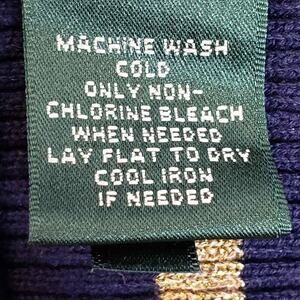 MACHINE WASH
COLD
ONLY NON-
CHLORINE BLEACH
WHEN NEEDED
LAY FLAT TO DRY
COOL IRON
IF NEEDED